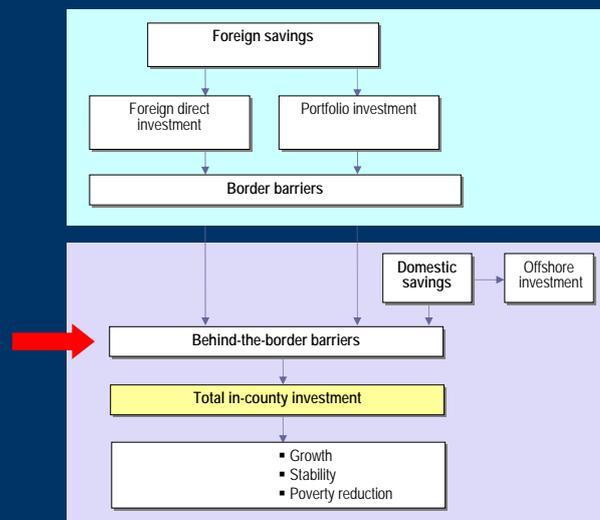 Foreign savings
Foreign direct
investment
Portfolio investment
Border barriers
Domestic
savings
Offshore
investment
Behind-the-border barriers
Total in-county investment
▪ Growth
▪ Stability
▪ Poverty reduction